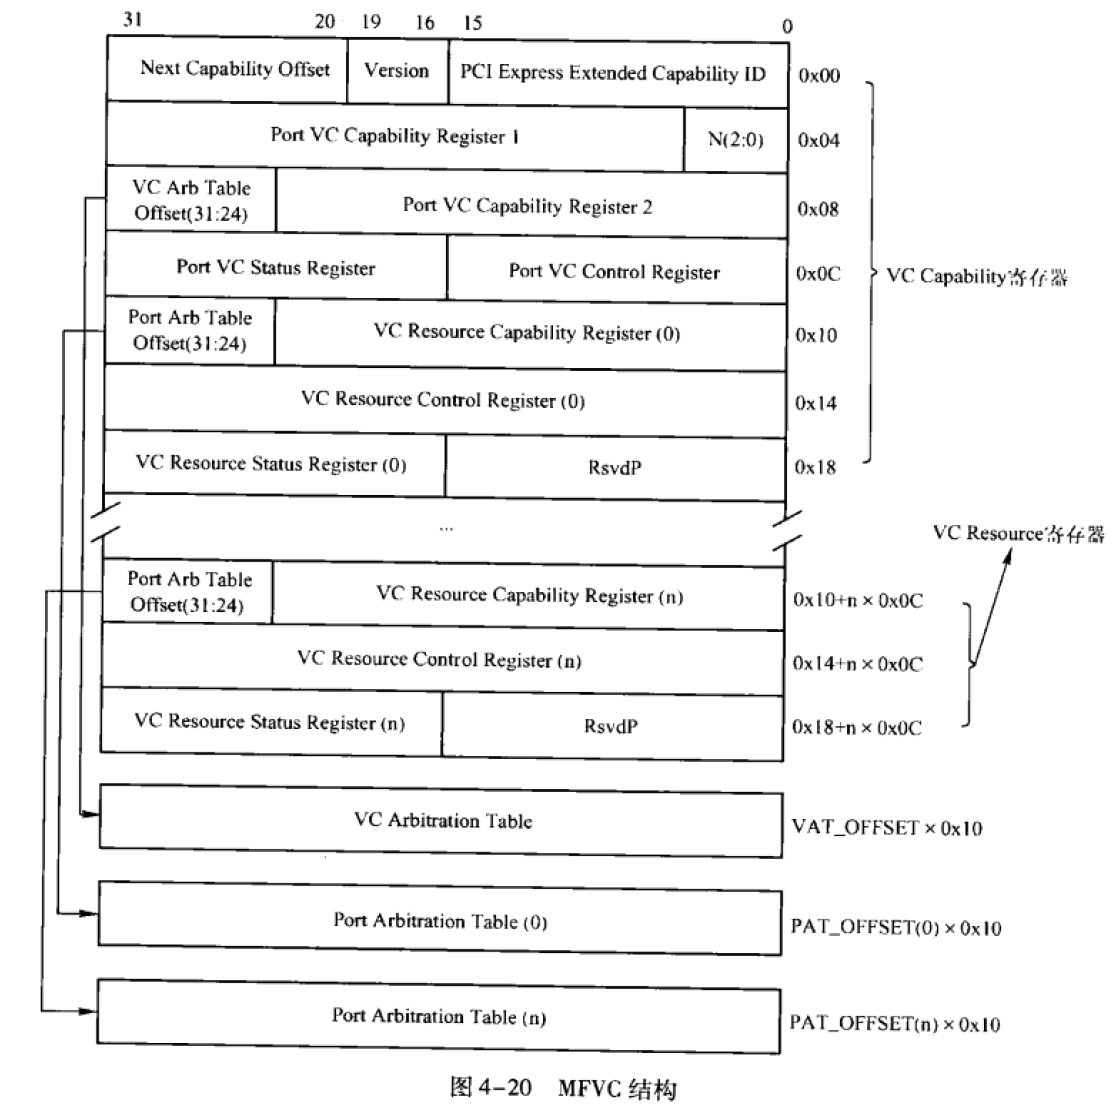 31 20 19 16 15 0
Next Capability Offset Version PCI Express Extended Capability ID 0x00
Port VC Capability Register 1 N(2:0) 0x04
VC Arb Table
Offset(31:24)
Port VC Capability Register 2 0x08
Port VC Status Register Port VC Control Register 0x0C
VC Capability寄存器
Port Arb Table
Offset(31:24)
VC Resource Capability Register (0) 0x10
VC Resource Control Register (0) 0x14
VC Resource Status Register (0) RsvdP 0x18
...
VC Resource寄存器
Port Arb Table
Offset(31:24)
VC Resource Capability Register (n) 0x10+n × 0x0C
VC Resource Control Register (n) 0x14+n × 0x0C
VC Resource Status Register (n) RsvdP 0x18+n × 0x0C
VC Arbitration Table VAT_OFFSET × 0x10
Port Arbitration Table (0) PAT_OFFSET(0) × 0x10
Port Arbitration Table (n) PAT_OFFSET(n) × 0x10
图 4-20 MFVC 结构